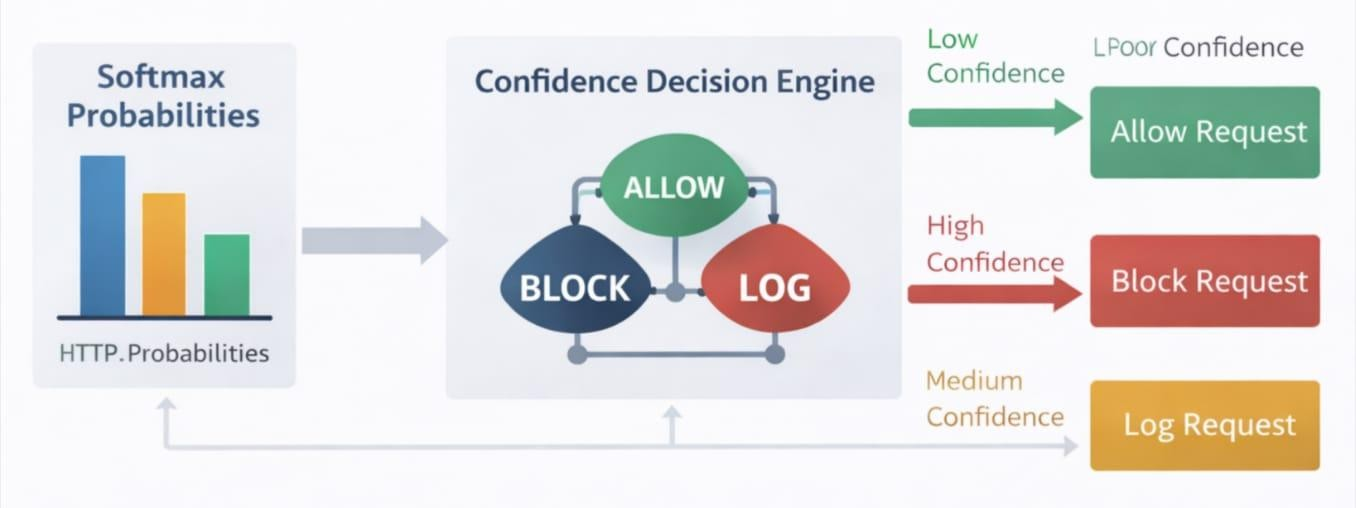 Softmax
Probabilities
HTTP.Probabilities
Confidence Decision Engine
ALLOW
BLOCK
LOG
Low
Confidence
LPoor Confidence
Allow Request
High
Confidence
Block Request
Medium
Confidence
Log Request